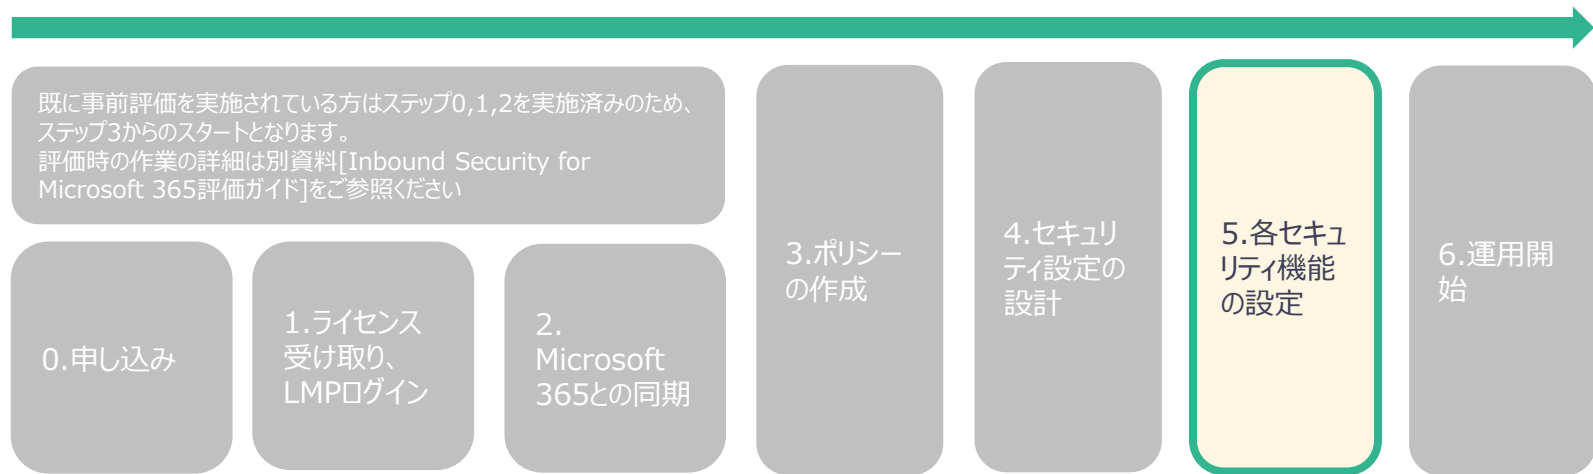 既に事前評価を実施されている方はステップ0,1,2を実施済みのため、
ステップ3からのスタートとなります。
評価時の作業の詳細は別資料[Inbound Security for
Microsoft 365評価ガイド]をご参照ください
0.申し込み
1.ライセンス
受け取り、
LMPログイン
2.
Microsoft
365との同期
3.ポリシー
の作成
4.セキュリ
ティ設定の
設計
5.各セキュ
リティ機能
の設定
6.運用開
始